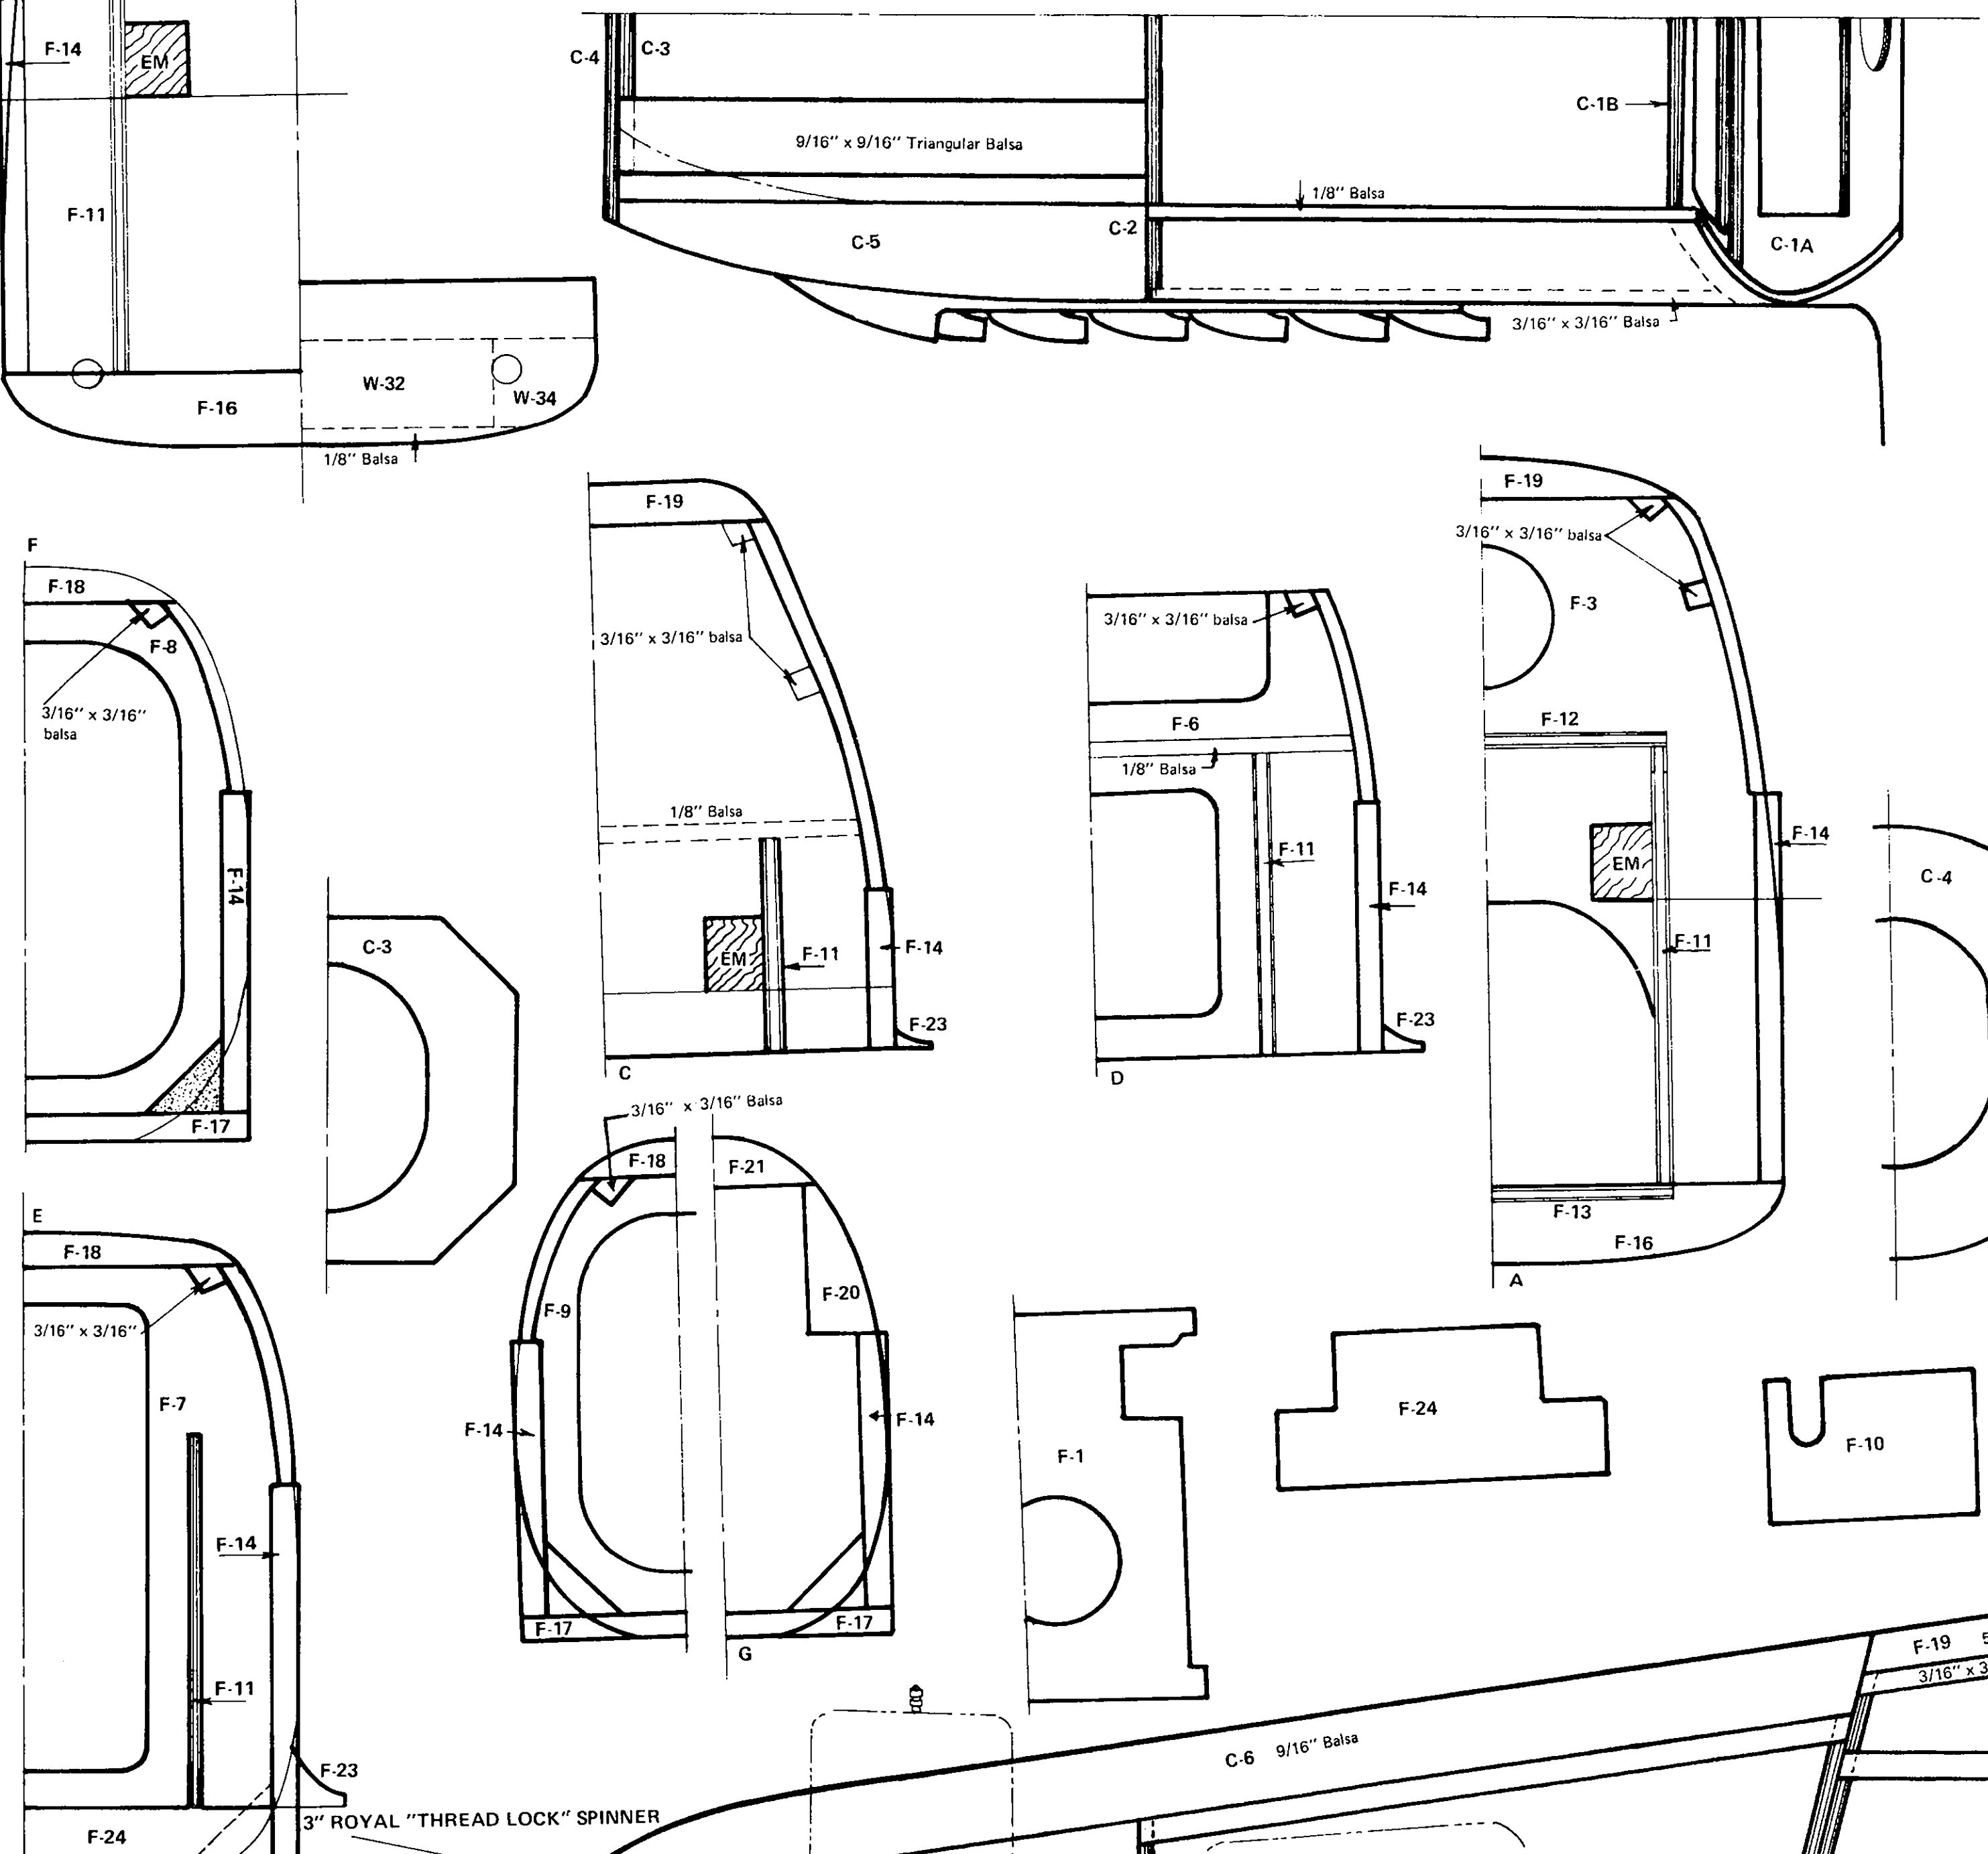 F-14
EM
F-11
F-16
W-32
W-34
1/8" Balsa
C-4
C-3
9/16" x 9/16" Triangular Balsa
C-1B
1/8" Balsa
C-2
C-5
C-1A
3/16" x 3/16" Balsa
F
F-18
F-8
3/16" x 3/16"
balsa
F-14
F-17
C-3
F-19
3/16" x 3/16" balsa
1/8" Balsa
EM
F-11
F-14
F-23
C
3/16" x 3/16" balsa
F-6
1/8" Balsa
F-11
F-14
F-23
D
F-19
3/16" x 3/16" balsa
F-3
F-12
F-14
EM
F-11
F-13
F-16
A
C-4
E
F-18
3/16" x 3/16"
F-7
F-14
F-11
F-23
F-24
3/16" x 3/16" Balsa
F-18
F-21
F-9
F-20
F-14
F-14
F-17
F-17
G
F-1
F-24
F-10
F-19 5
3/16" x 3
C-6 9/16" Balsa
3" ROYAL "THREAD LOCK" SPINNER